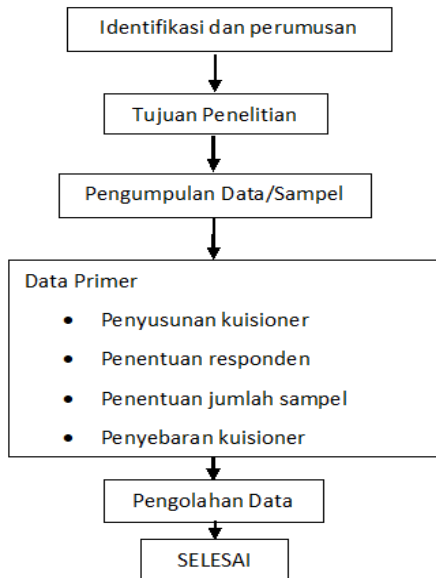 Identifikasi dan perumusan
Tujuan Penelitian
Pengumpulan Data/Sampel
Data Primer
• Penyusunan kuisioner
• Penentuan responden
• Penentuan jumlah sampel
• Penyebaran kuisioner
Pengolahan Data
SELESAI